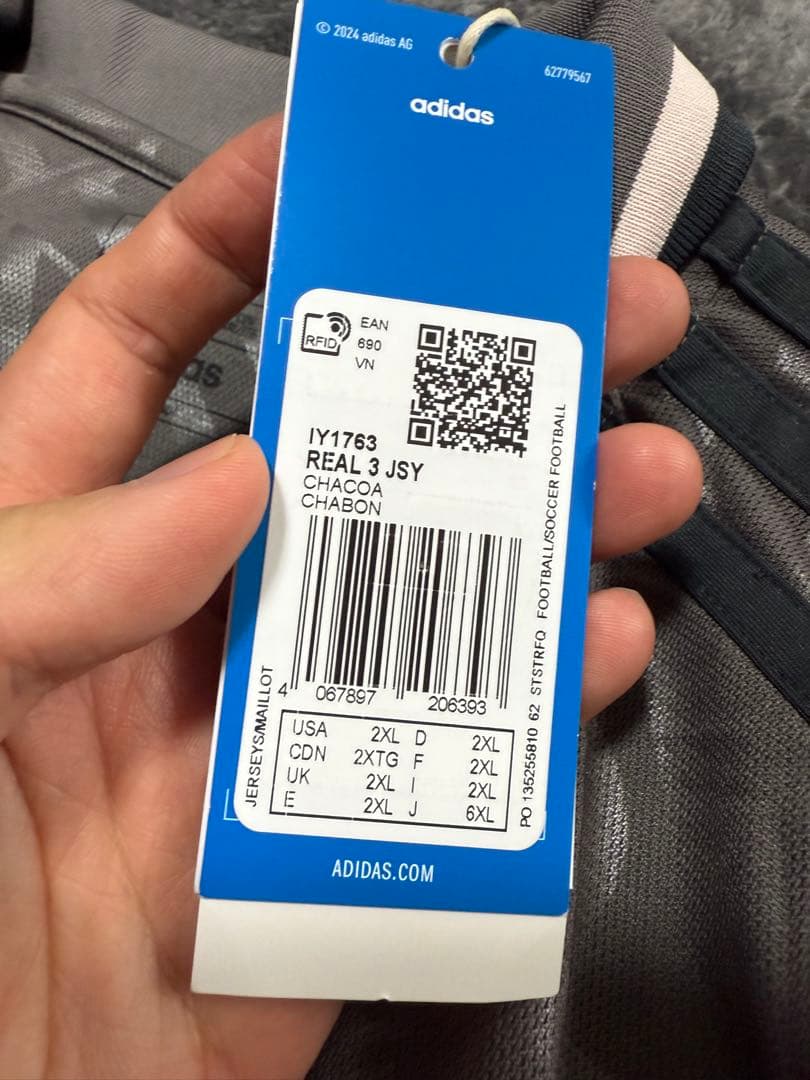 © 2024 adidas AG
62779567
adidas
RFID
EAN
690
VN
IY1763
REAL 3 JSY
CHACOA
CHABON
4 067897 206393
JERSEYS/MAILLOT
PO 135255810 62 STSTRFQ FOOTBALL/SOCCER FOOTBALL
USA 2XL D 2XL
CDN 2XTG F 2XL
UK 2XL I 2XL
E 2XL J 6XL
ADIDAS.COM